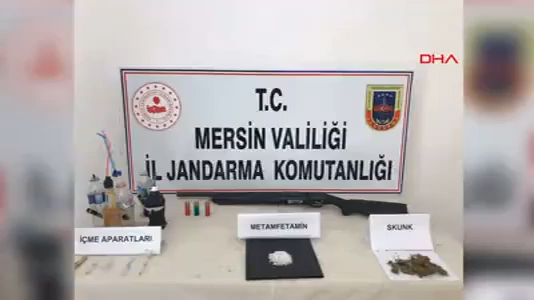 DHA
T.C.
MERSİN VALİLİĞİ
İL JANDARMA KOMUTANLIĞI
İÇME APARATLARI
METAMFETAMİN
SKUNK